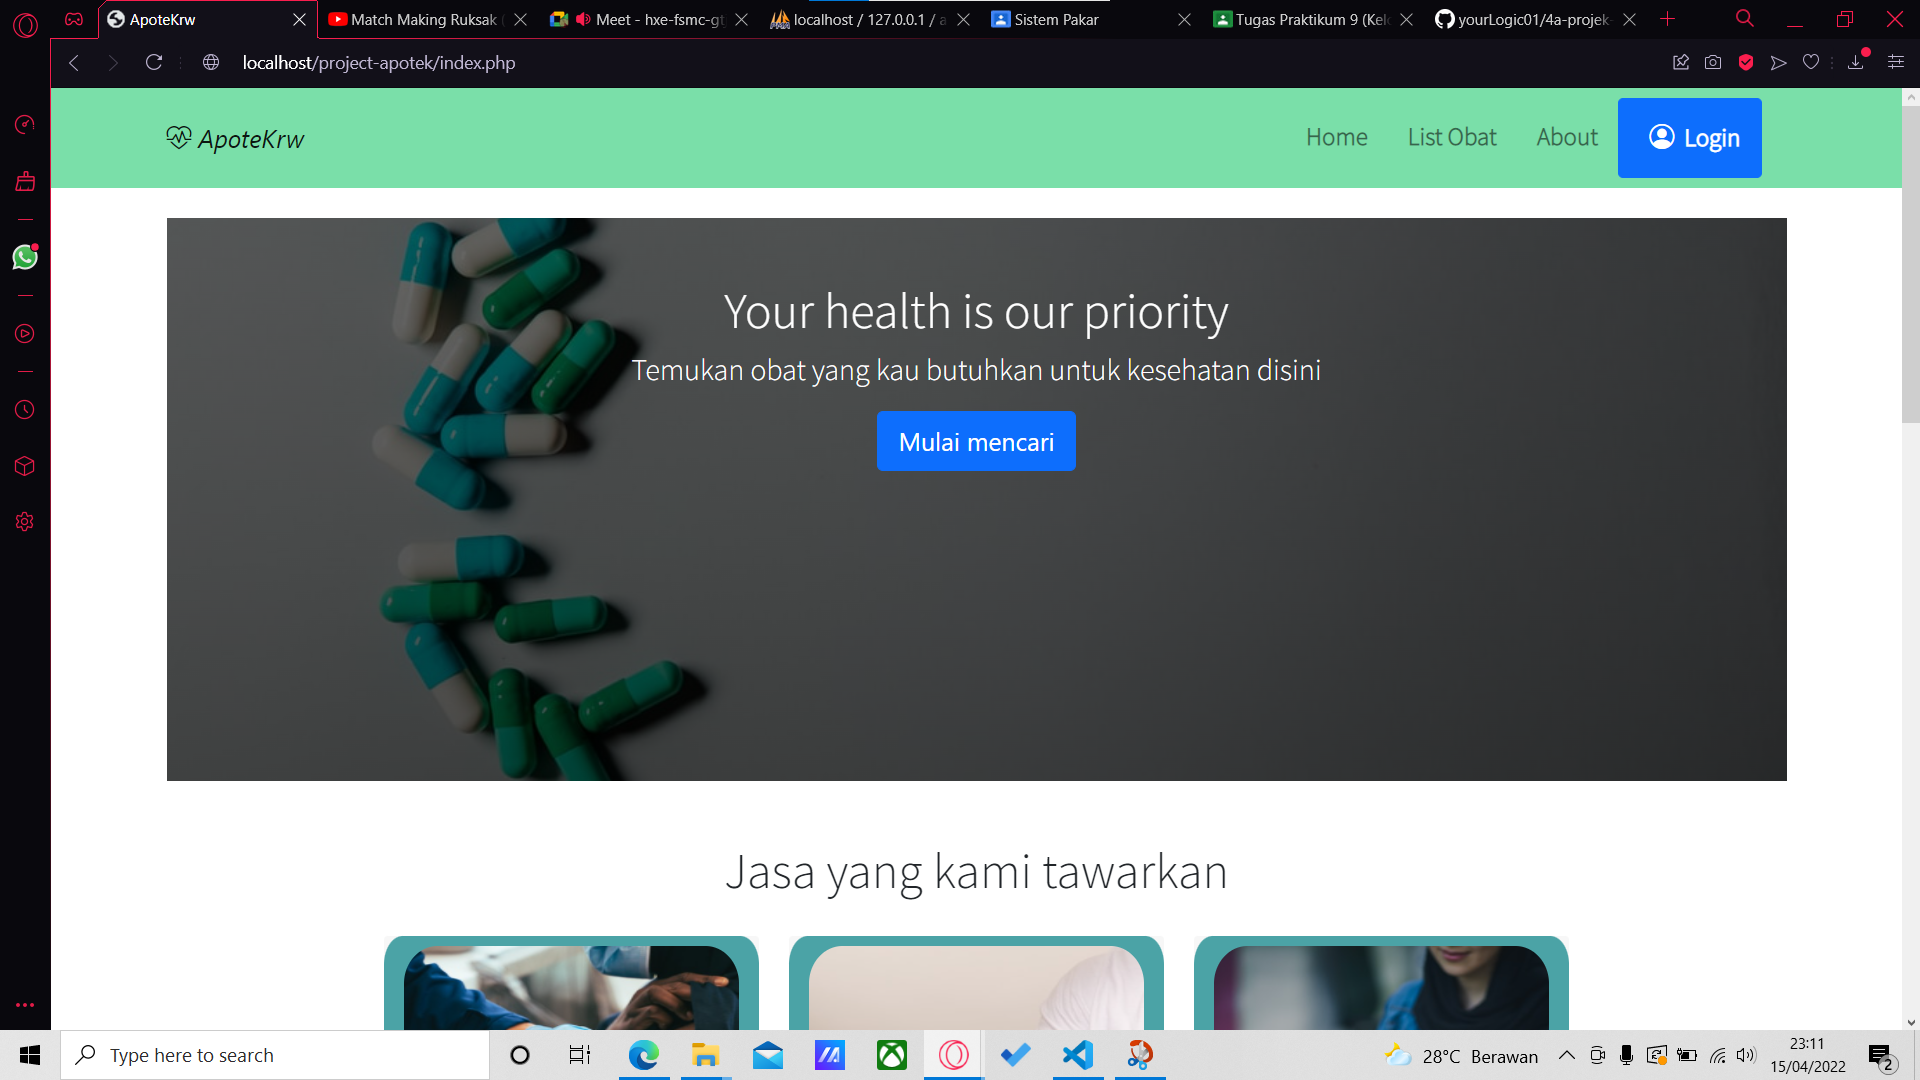 ApoteKrw
Match Making Ruksak
Meet - hxe-fsmc-gt
localhost / 127.0.0.1 / a
Sistem Pakar
Tugas Praktikum 9 (Kelo
yourLogic01/4a-projek-
localhost/project-apotek/index.php
ApoteKrw
Home
List Obat
About
Login
Your health is our priority
Temukan obat yang kau butuhkan untuk kesehatan disini
Mulai mencari
Jasa yang kami tawarkan
Type here to search
28°C Berawan
23:11
15/04/2022
2